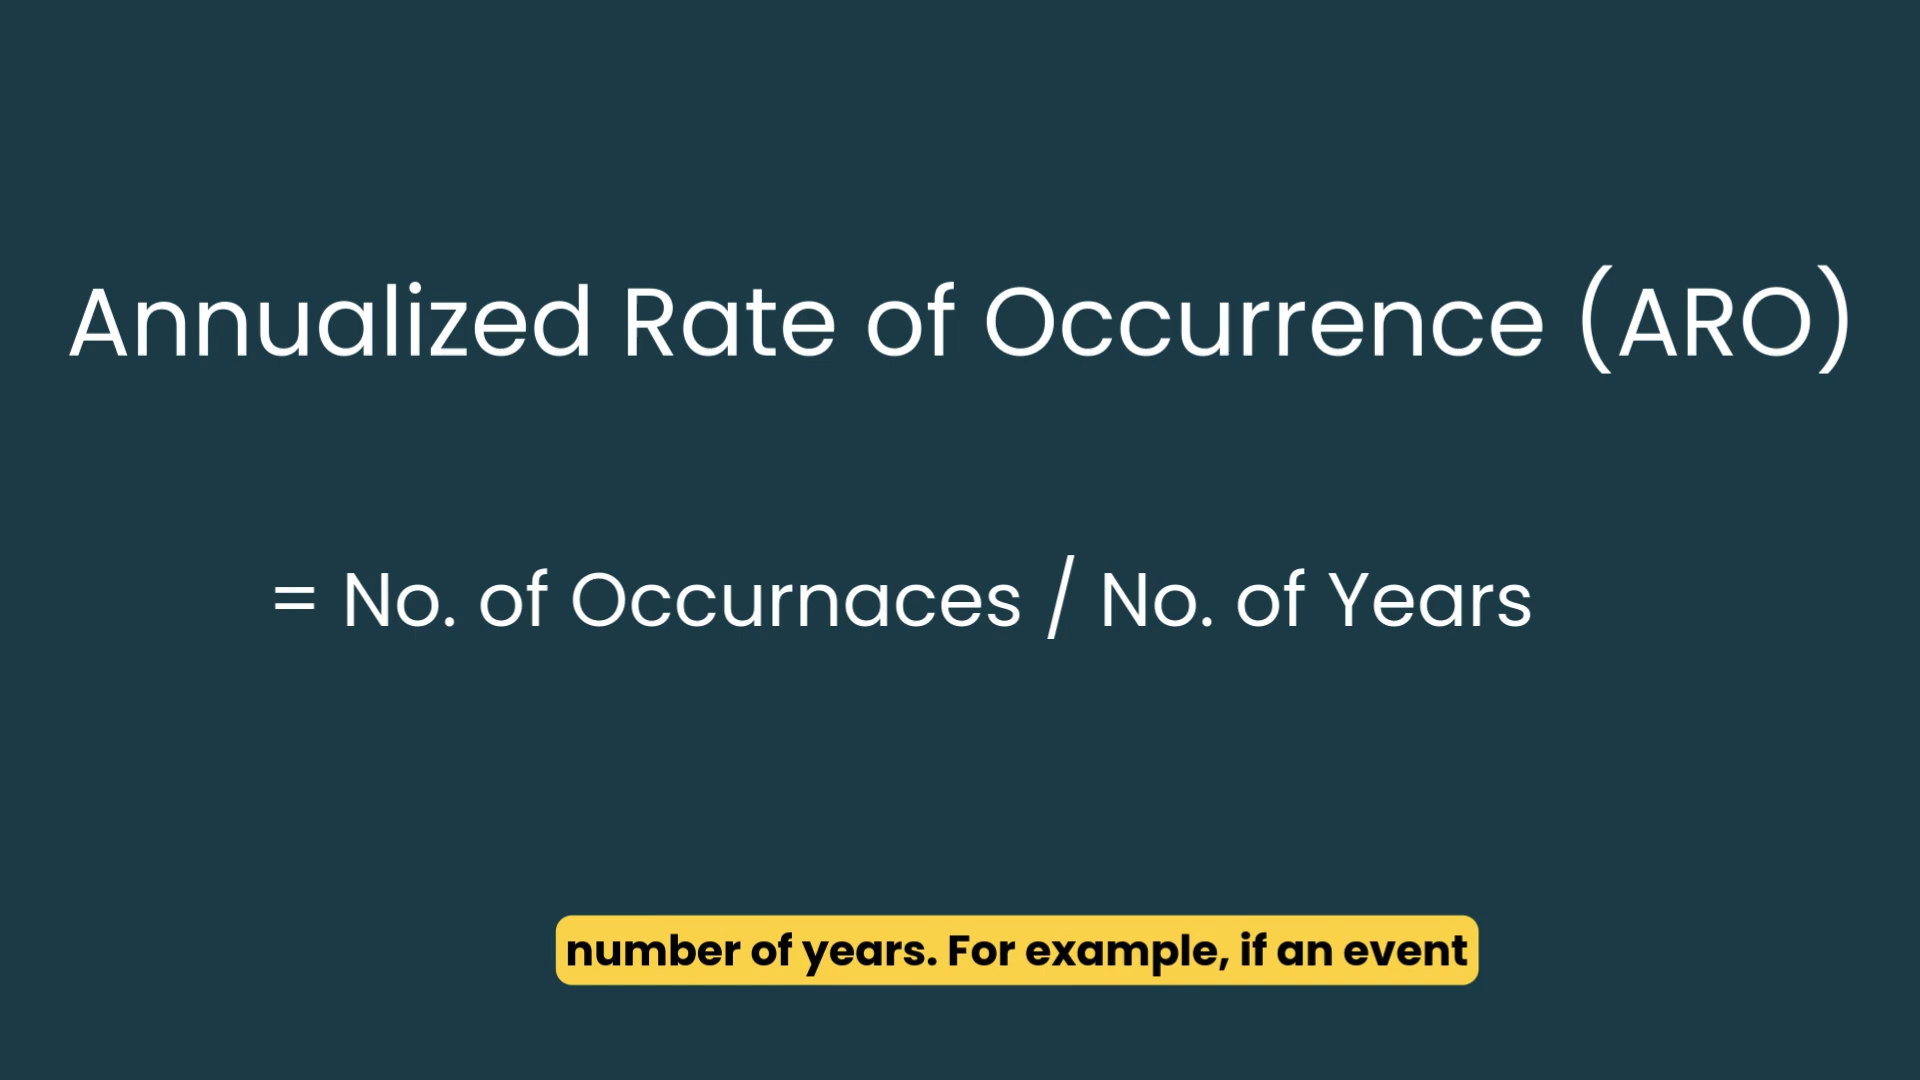 Annualized Rate of Occurrence (ARO)
= No. of Occurnaces / No. of Years
number of years. For example, if an event